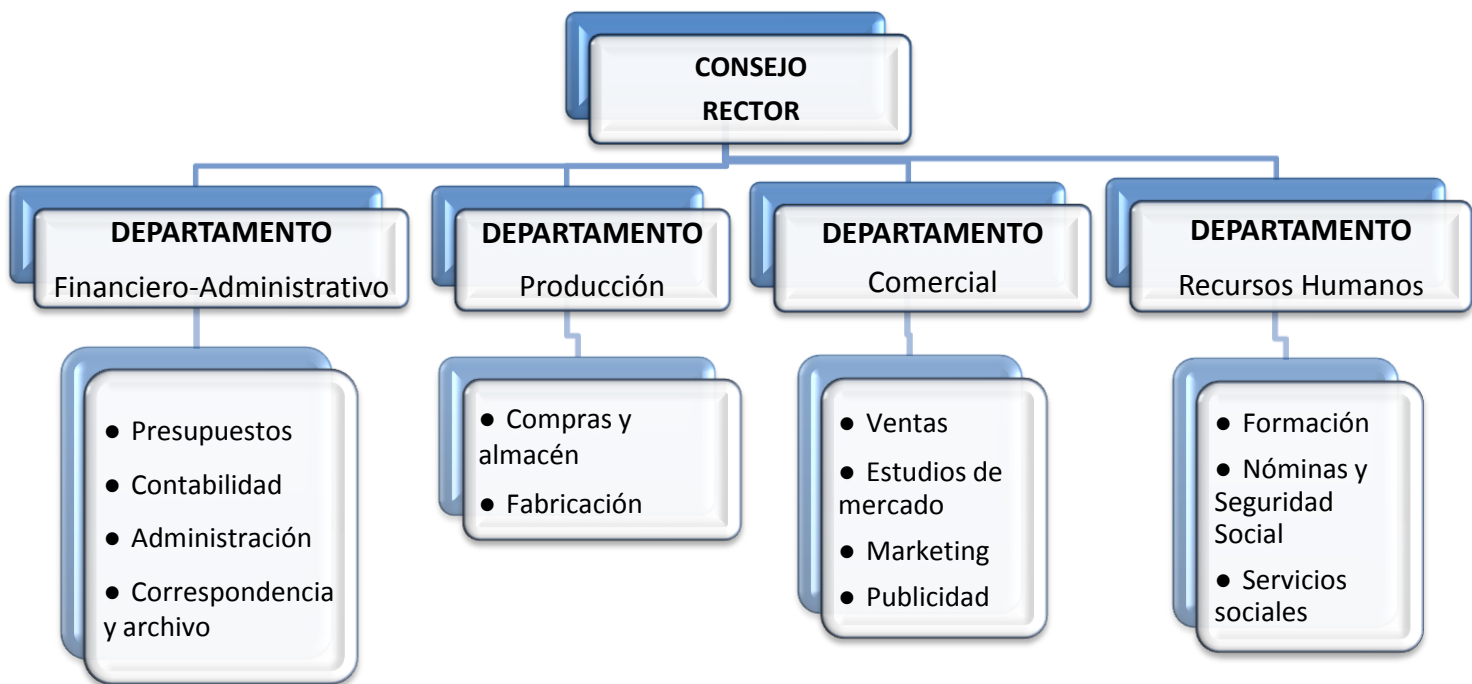 CONSEJO
RECTOR
DEPARTAMENTO
Financiero-Administrativo
DEPARTAMENTO
Producción
DEPARTAMENTO
Comercial
DEPARTAMENTO
Recursos Humanos
● Presupuestos
● Contabilidad
● Administración
● Correspondencia
y archivo
● Compras y
almacén
● Fabricación
● Ventas
● Estudios de
mercado
● Marketing
● Publicidad
● Formación
● Nóminas y
Seguridad
Social
● Servicios
sociales